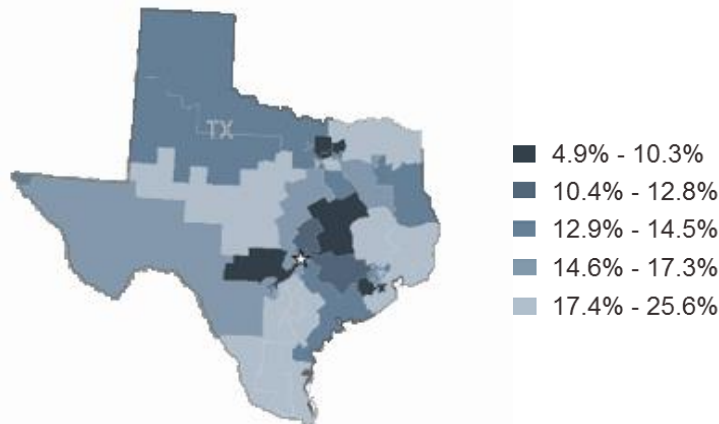 TX
4.9% - 10.3%
10.4% - 12.8%
12.9% - 14.5%
14.6% - 17.3%
17.4% - 25.6%